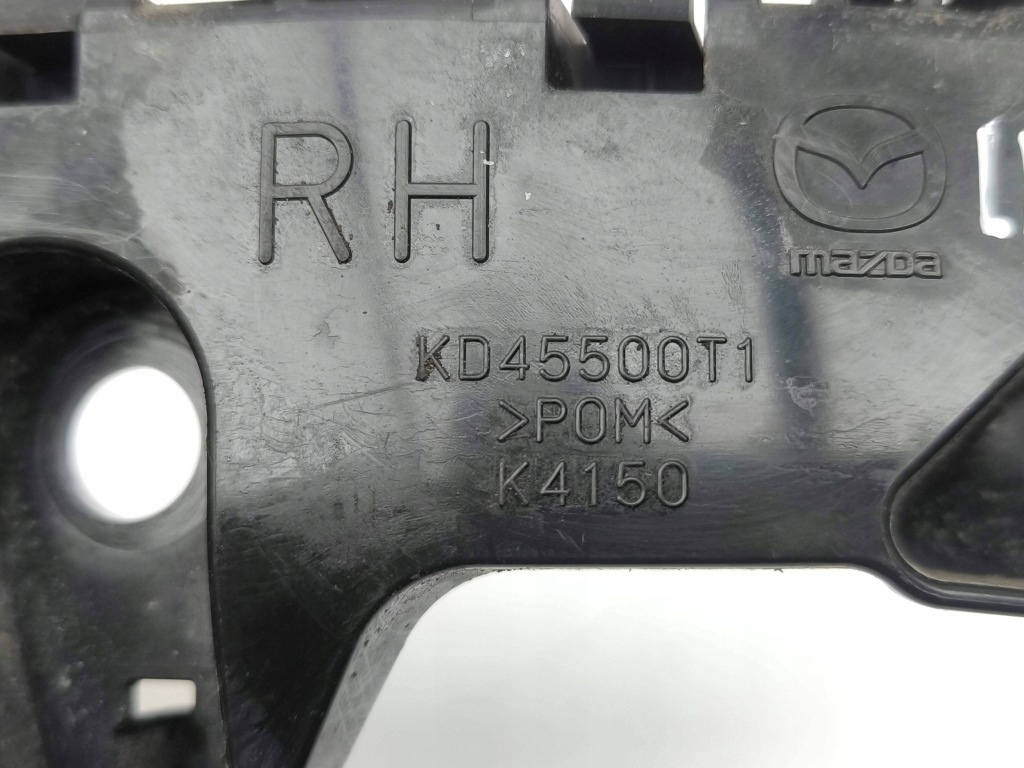 RH
mazda
KD45500T1
>POM<
K4150